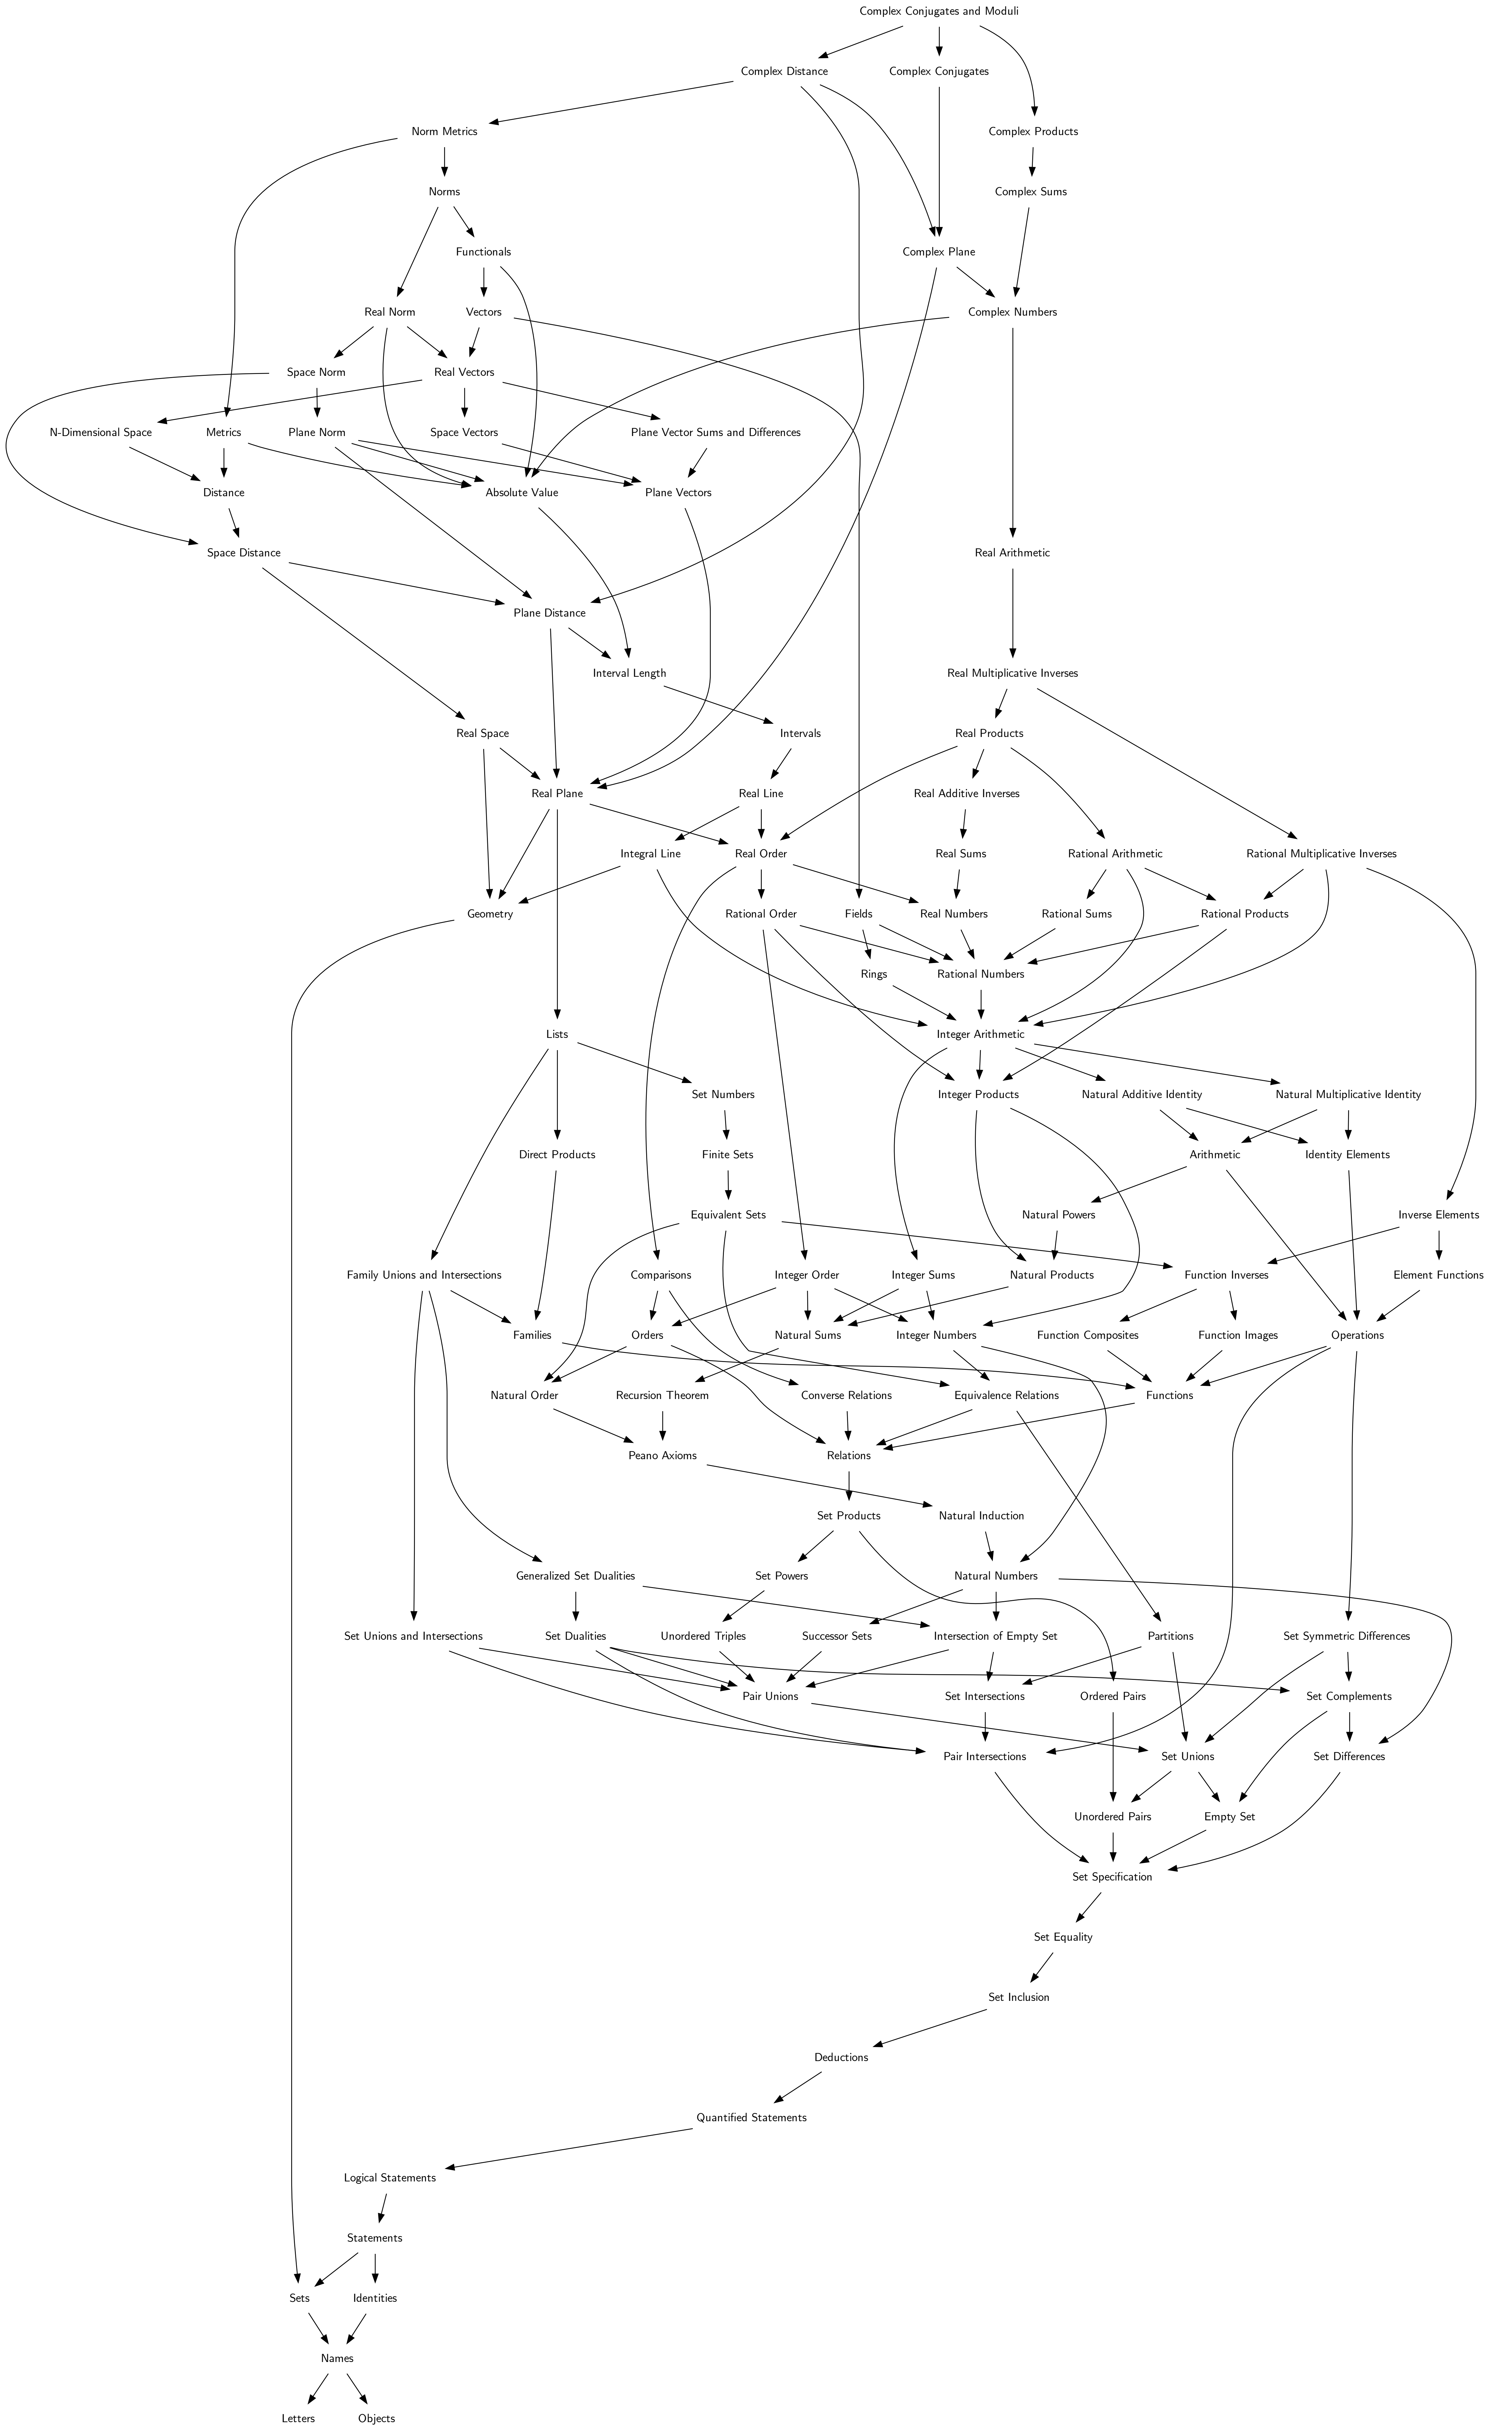 Complex Conjugates and Moduli
Complex Distance
Complex Conjugates
Norm Metrics
Complex Products
Norms
Complex Sums
Functionals
Complex Plane
Real Norm
Vectors
Complex Numbers
Space Norm
Real Vectors
N-Dimensional Space
Metrics
Plane Norm
Space Vectors
Plane Vector Sums and Differences
Distance
Absolute Value
Plane Vectors
Space Distance
Real Arithmetic
Plane Distance
Interval Length
Real Multiplicative Inverses
Real Space
Intervals
Real Products
Real Plane
Real Line
Real Additive Inverses
Integral Line
Real Order
Real Sums
Rational Arithmetic
Rational Multiplicative Inverses
Geometry
Rational Order
Fields
Real Numbers
Rational Sums
Rational Products
Rings
Rational Numbers
Lists
Integer Arithmetic
Set Numbers
Integer Products
Natural Additive Identity
Natural Multiplicative Identity
Direct Products
Finite Sets
Arithmetic
Identity Elements
Equivalent Sets
Natural Powers
Inverse Elements
Family Unions and Intersections
Comparisons
Integer Order
Integer Sums
Natural Products
Function Inverses
Element Functions
Families
Orders
Natural Sums
Integer Numbers
Function Composites
Function Images
Operations
Natural Order
Recursion Theorem
Converse Relations
Equivalence Relations
Functions
Peano Axioms
Relations
Set Products
Natural Induction
Generalized Set Dualities
Set Powers
Natural Numbers
Set Unions and Intersections
Set Dualities
Unordered Triples
Successor Sets
Intersection of Empty Set
Partitions
Set Symmetric Differences
Pair Unions
Set Intersections
Ordered Pairs
Set Complements
Pair Intersections
Set Unions
Set Differences
Unordered Pairs
Empty Set
Set Specification
Set Equality
Set Inclusion
Deductions
Quantified Statements
Logical Statements
Statements
Sets
Identities
Names
Letters
Objects